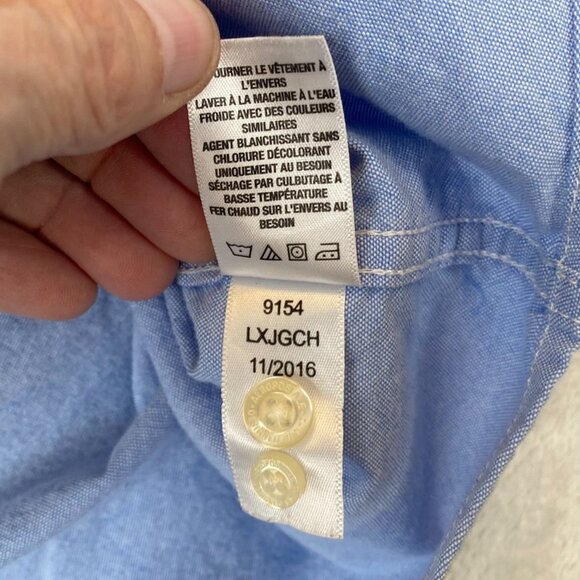 OURNER LE VÊTEMENT À
L'ENVERS
LAVER À LA MACHINE À L'EAU
FROIDE AVEC DES COULEURS
SIMILAIRES
AGENT BLANCHISSANT SANS
CHLORURE DÉCOLORANT
UNIQUEMENT AU BESOIN
SÉCHAGE PAR CULBUTAGE À
BASSE TEMPÉRATURE
FER CHAUD SUR L'ENVERS AU
BESOIN
9154
LXJGCH
11/2016